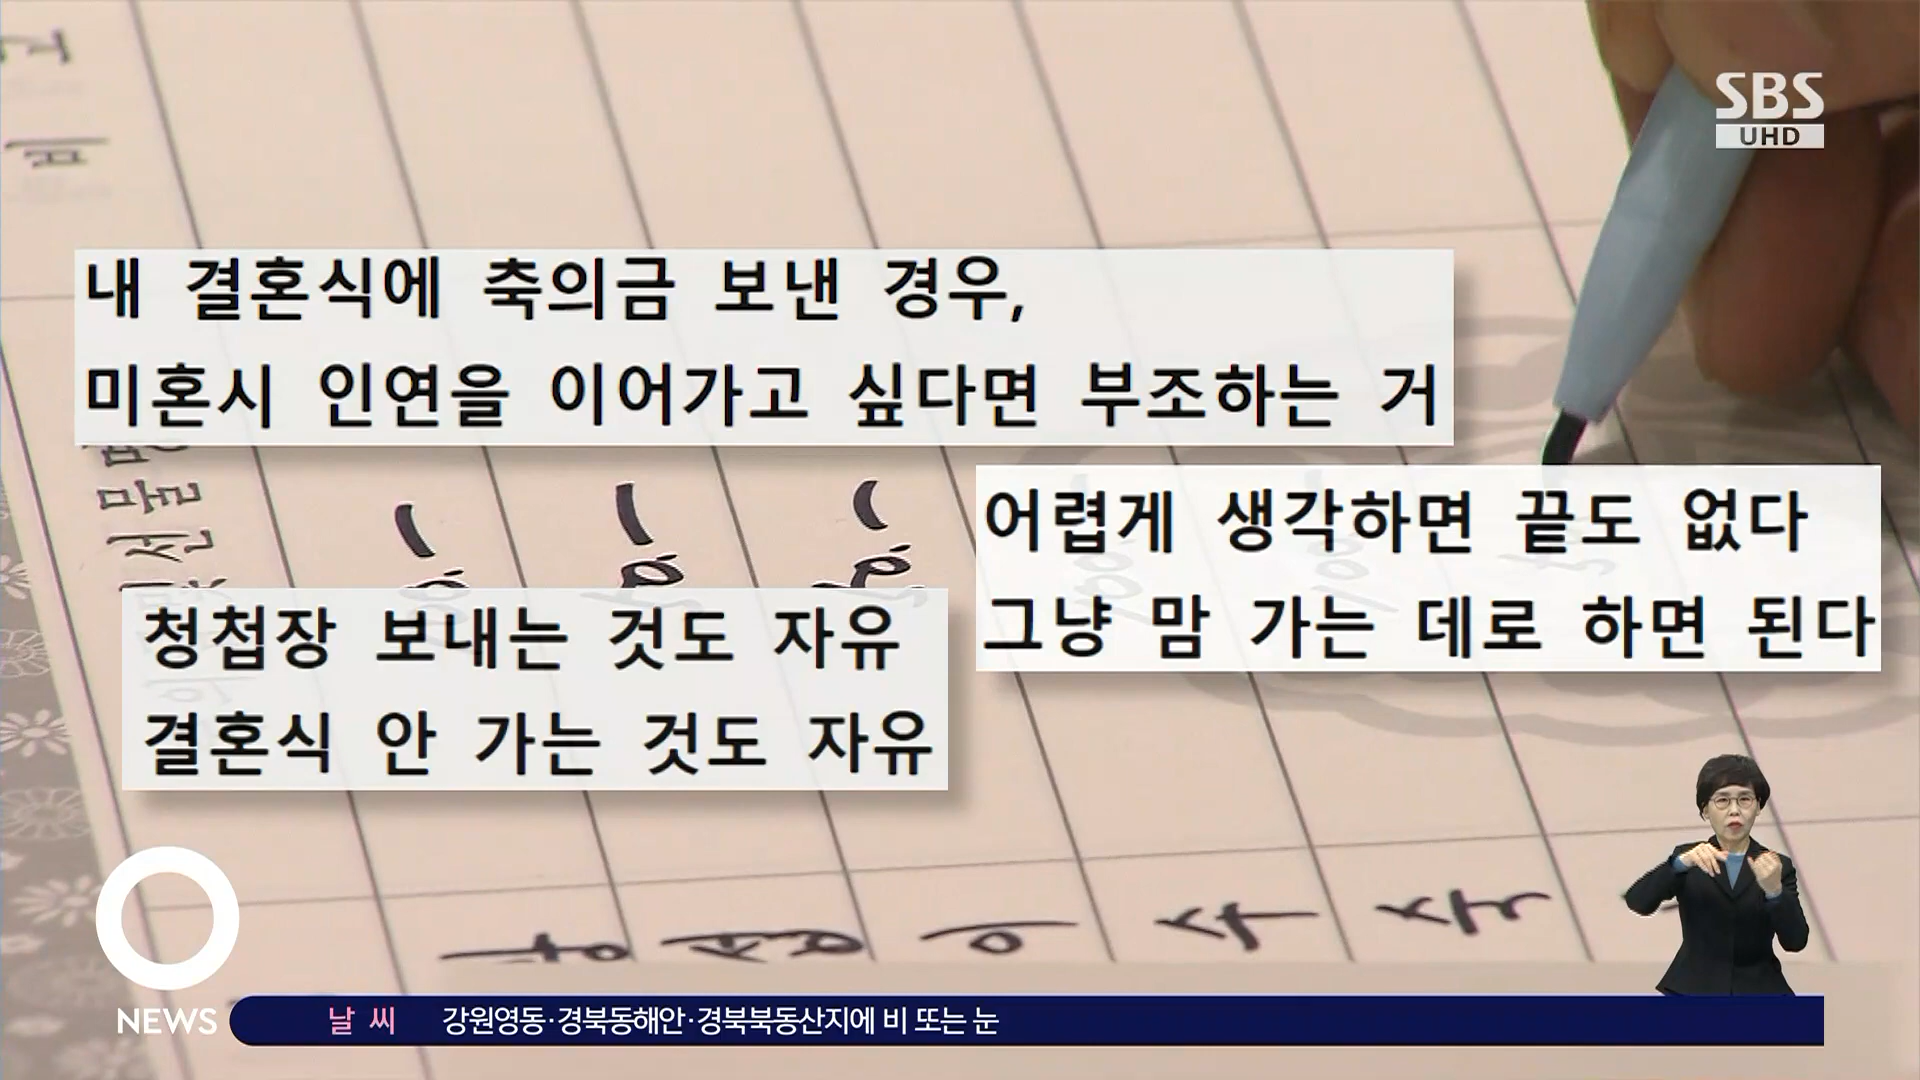 SBS
UHD
내 결혼식에 축의금 보낸 경우,
미혼시 인연을 이어가고 싶다면 부조하는 거
어렵게 생각하면 끝도 없다
그냥 맘 가는 데로 하면 된다
청첩장 보내는 것도 자유
결혼식 안 가는 것도 자유
NEWS
날씨 강원영동·경북동해안·경북북동산지에 비 또는 눈